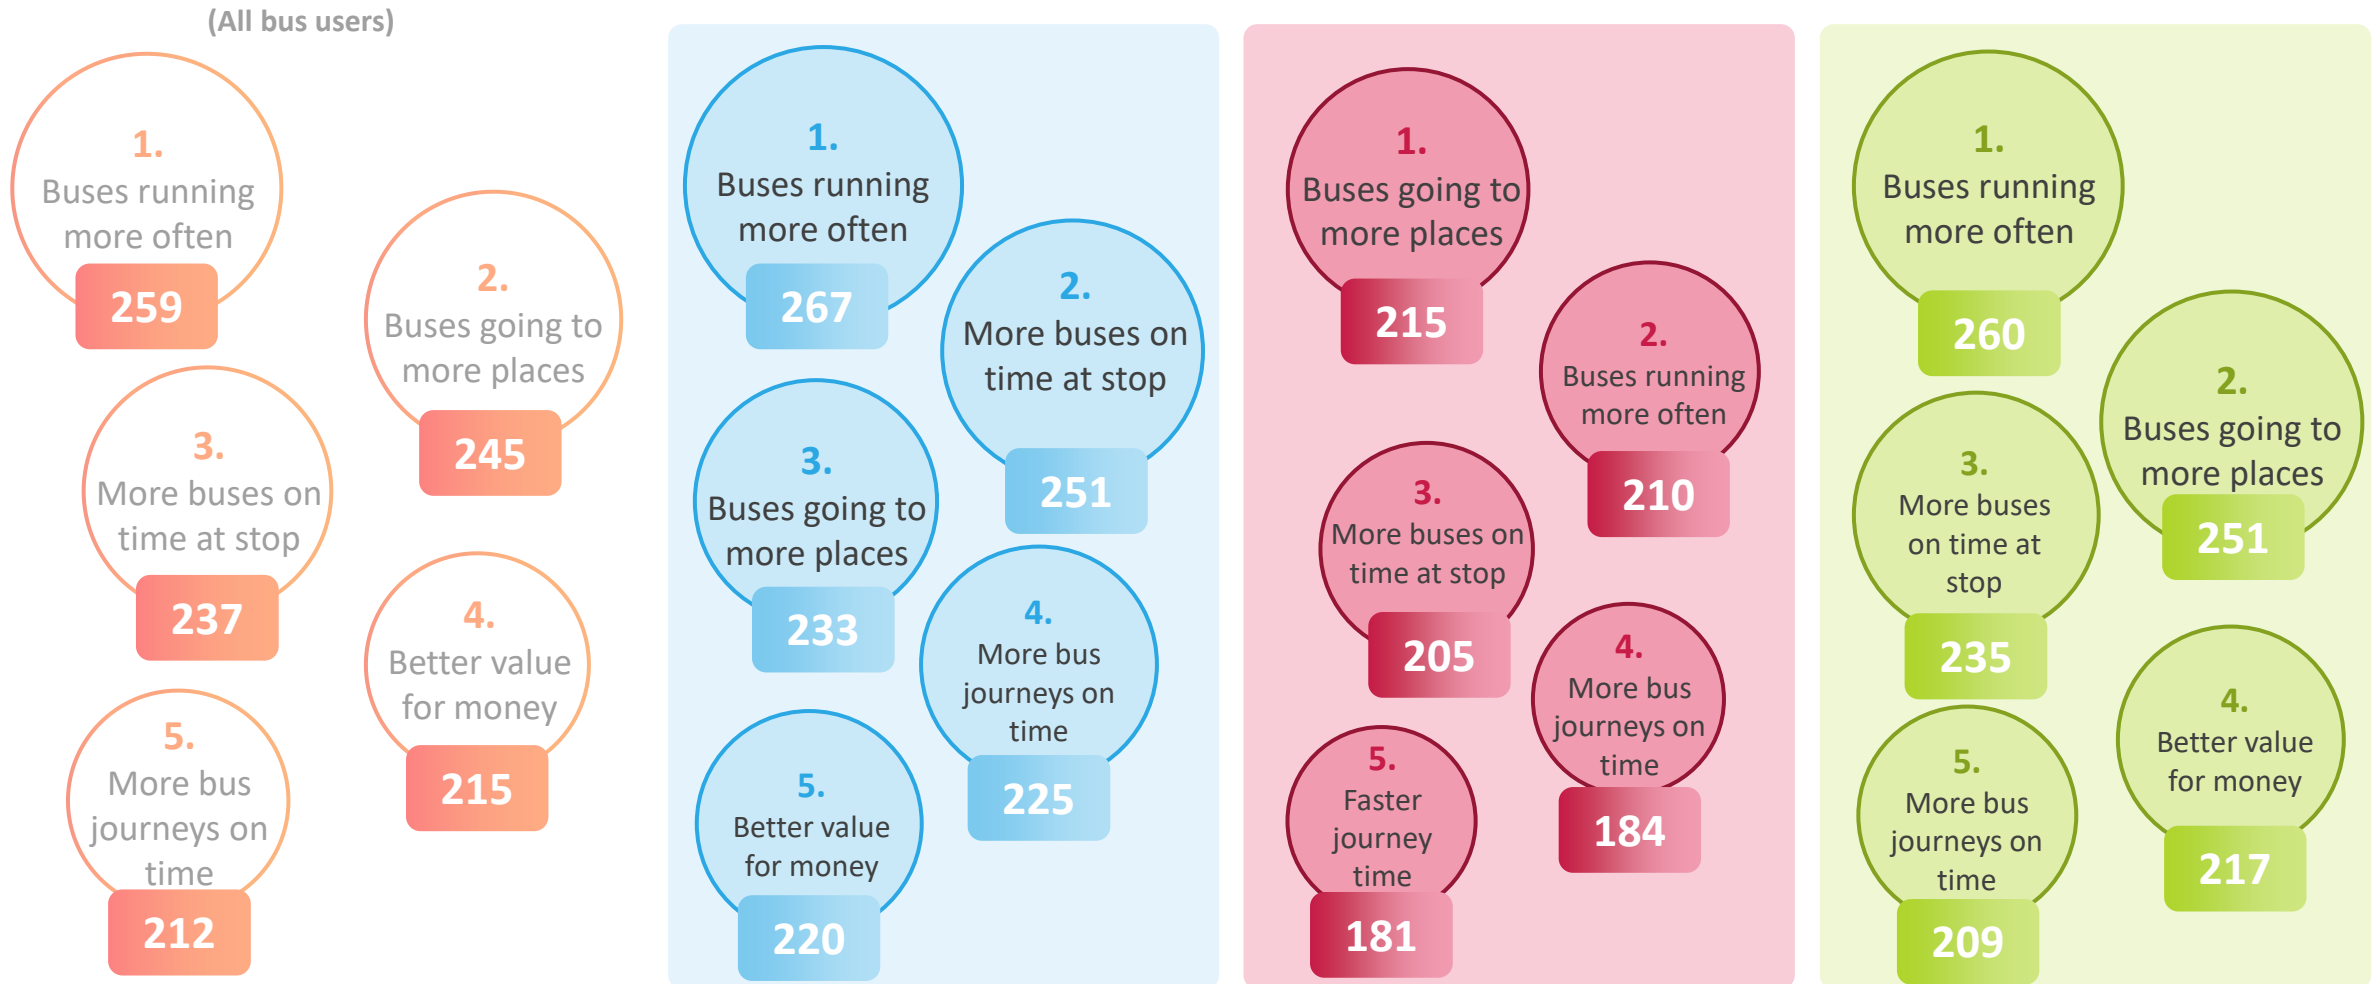 (All bus users)
1.
Buses running
more often
259
2.
Buses going to
more places
245
3.
More buses on
time at stop
237
4.
Better value
for money
215
5.
More bus
journeys on
time
212
1.
Buses running
more often
267
2.
More buses on
time at stop
251
3.
Buses going to
more places
233
4.
More bus
journeys on
time
225
5.
Better value
for money
220
1.
Buses going to
more places
215
2.
Buses running
more often
210
3.
More buses on
time at stop
205
4.
More bus
journeys on
time
184
5.
Faster
journey
time
181
1.
Buses running
more often
260
2.
Buses going to
more places
251
3.
More buses
on time at
stop
235
4.
Better value
for money
217
5.
More bus
journeys on
time
209